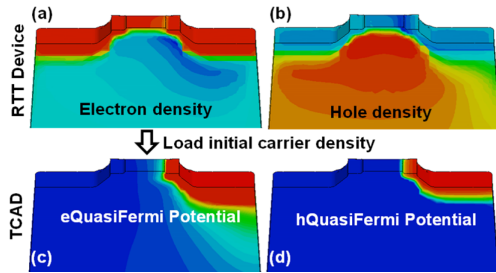 (a)
(b)
RTT Device
Electron density
Hole density
Load initial carrier density
TCAD
eQuasiFermi Potential
hQuasiFermi Potential
(c)
(d)